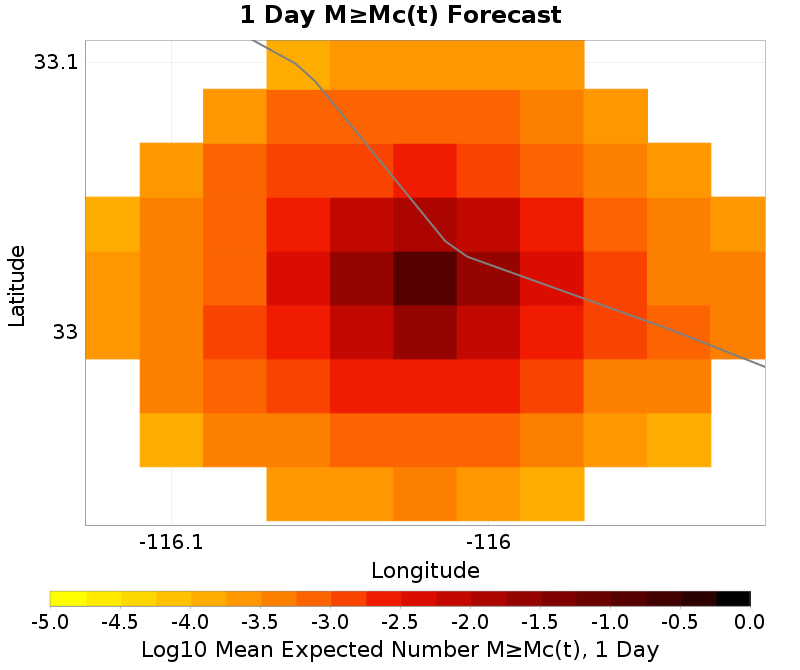 1 Day M≥Mc(t) Forecast
33.1
33
Latitude
-116.1 -116
Longitude
-5.0 -4.5 -4.0 -3.5 -3.0 -2.5 -2.0 -1.5 -1.0 -0.5 0.0
Log10 Mean Expected Number M≥Mc(t), 1 Day